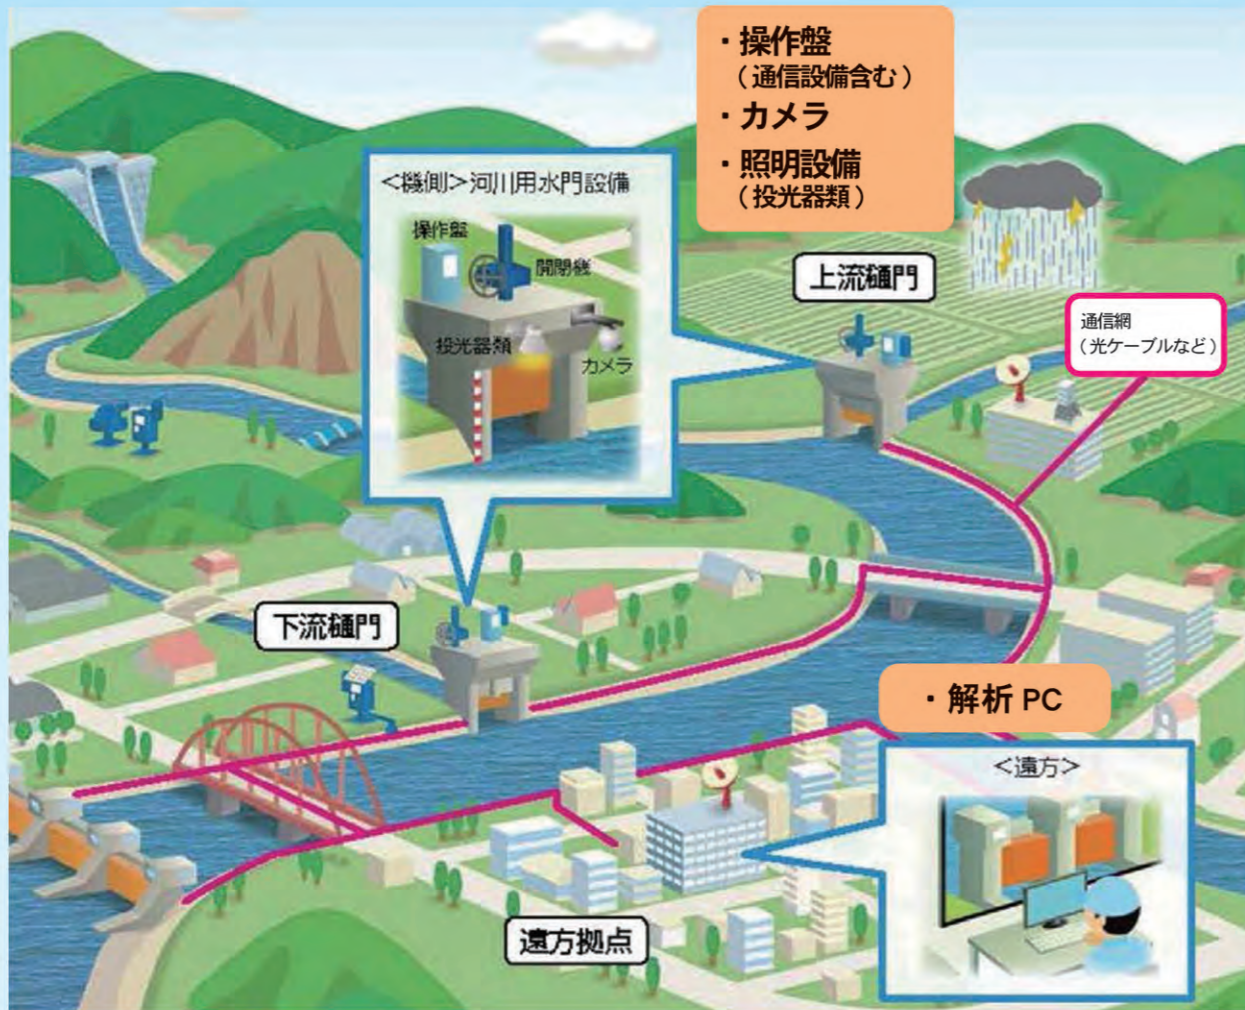 ・操作盤
（通信設備含む）
・カメラ
・照明設備
（投光器類）
＜機側＞河川用水門設備
操作盤
開閉機
投光器類
カメラ
上流樋門
通信網
（光ケーブルなど）
下流樋門
・解析 PC
＜遠方＞
遠方拠点